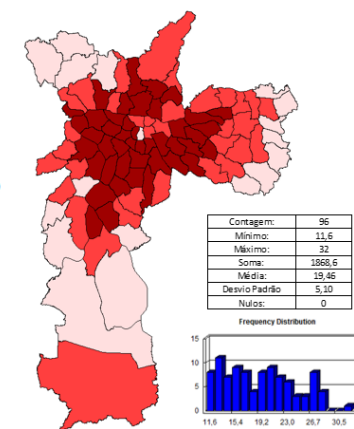 Contagem: 96
Mínimo: 11,6
Máximo: 32
Soma: 1868,6
Média: 19,46
Desvio Padrão 5,10
Nulos: 0
Frequency Distribution
15
10
5
0
11,6 15,4 19,2 23,0 26,7 30,5